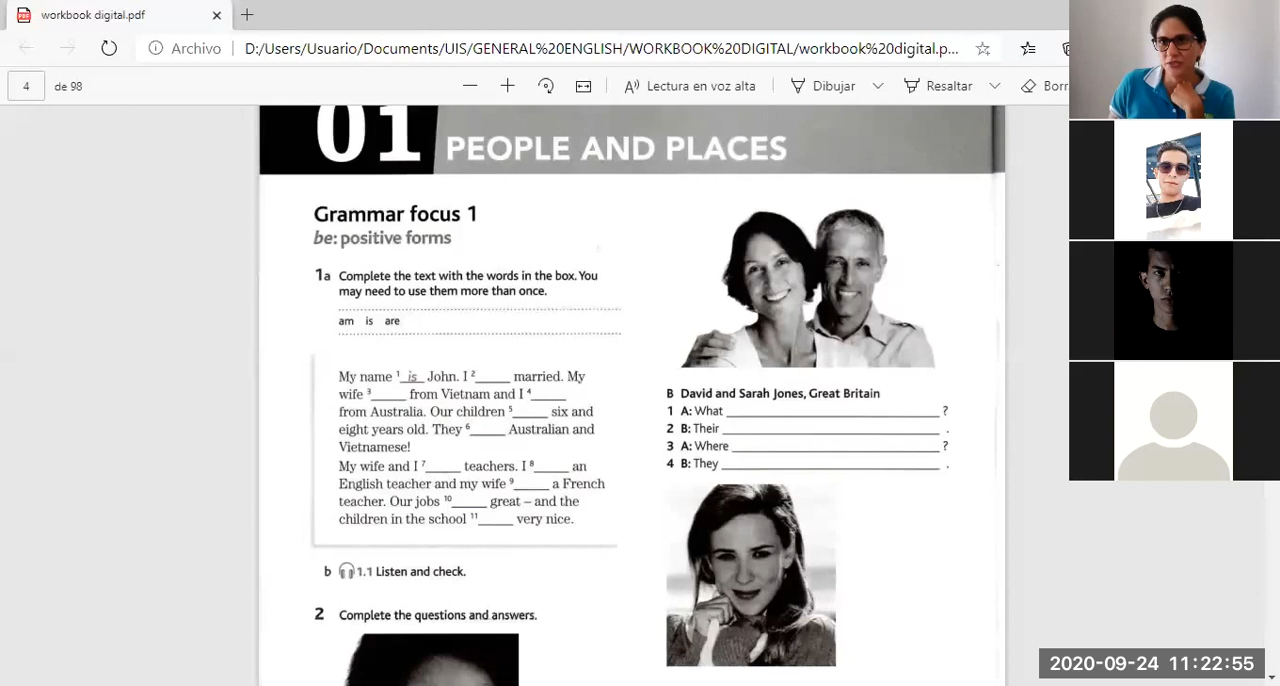 workbook digital.pdf
Archivo D:/Users/Usuario/Documents/UIS/GENERAL%20ENGLISH/WORKBOOK%20DIGITAL/workbook%20digital.p...
4 de 98 Lectura en voz alta Dibujar Resaltar Borr
01 PEOPLE AND PLACES
Grammar focus 1
be: positive forms
1a Complete the text with the words in the box. You
may need to use them more than once.
am is are
My name 1 is John. I 2_____ married. My
wife 3_____ from Vietnam and I 4_____
from Australia. Our children 5_____ six and
eight years old. They 6_____ Australian and
Vietnamese!
My wife and I 7_____ teachers. I 8_____ an
English teacher and my wife 9_____ a French
teacher. Our jobs 10_____ great – and the
children in the school 11_____ very nice.
b 1.1 Listen and check.
2 Complete the questions and answers.
B David and Sarah Jones, Great Britain
1 A: What ______________________________ ?
2 B: Their ______________________________ .
3 A: Where ______________________________ ?
4 B: They ______________________________ .
2020-09-24 11:22:55